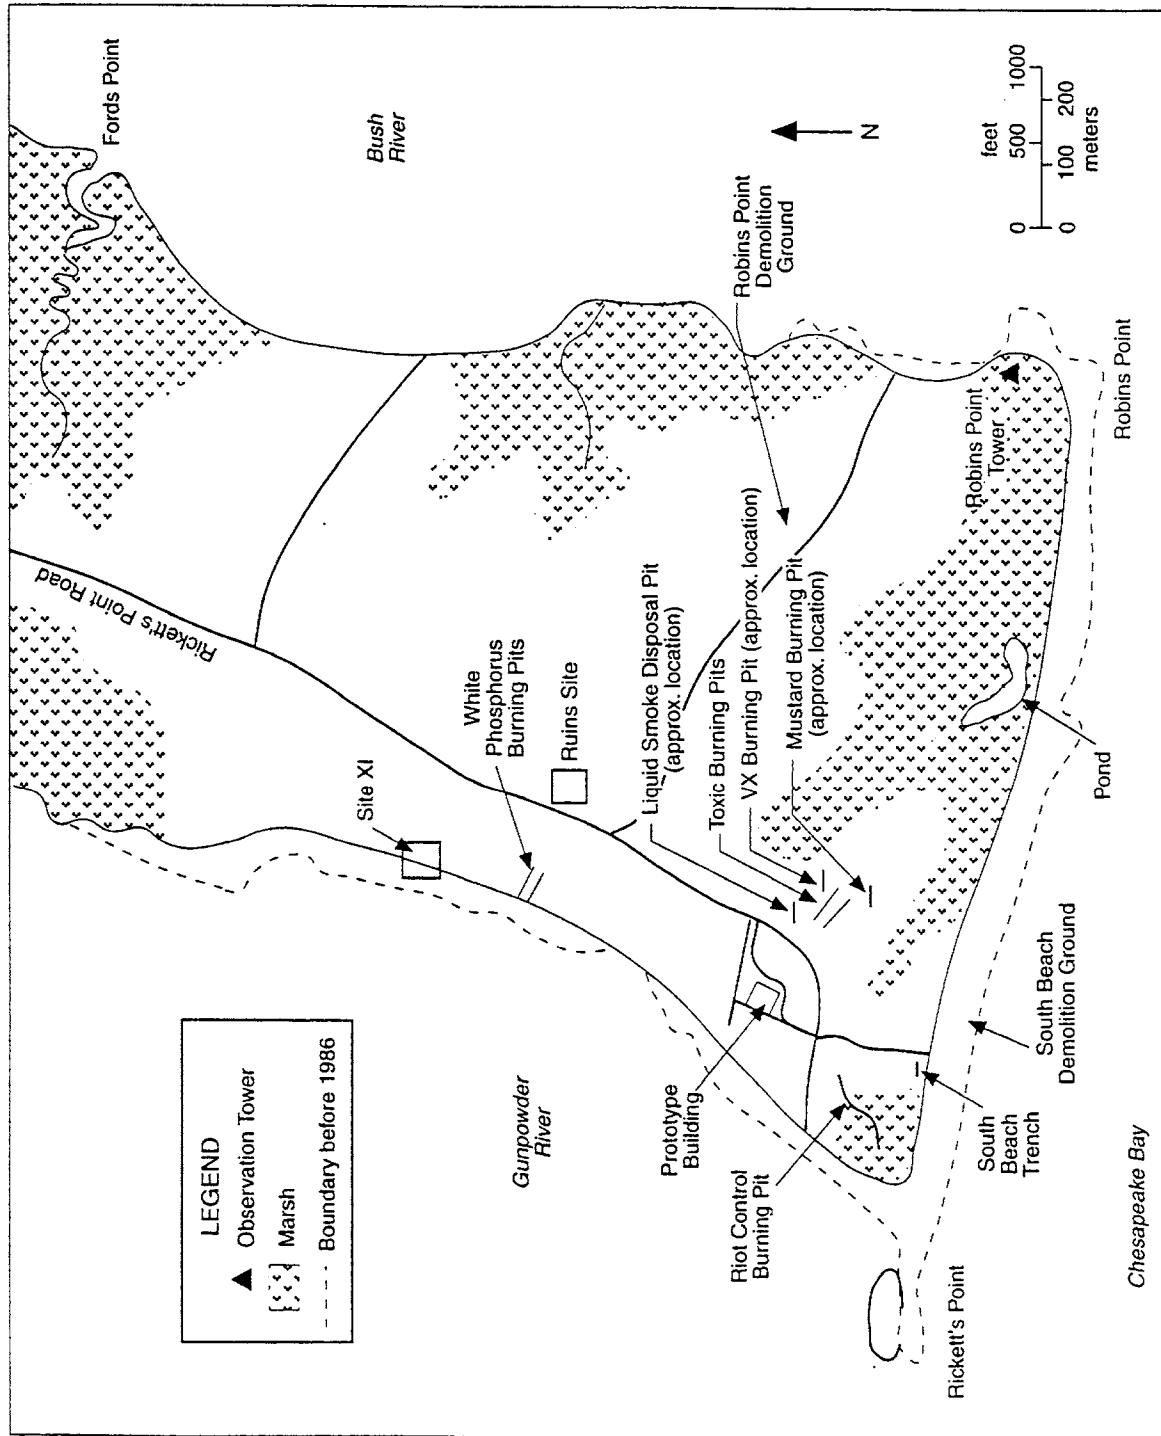 LEGEND
Observation Tower
Marsh
Boundary before 1986
Fords Point
Bush
River
Rickett's Point Road
Site XI
White
Phosphorus
Burning Pits
Ruins Site
Gunpowder
River
Liquid Smoke Disposal Pit
(approx. location)
Toxic Burning Pits
VX Burning Pit (approx. location)
Mustard Burning Pit
(approx. location)
Robins Point
Demolition
Ground
N
Prototype
Building
Riot Control
Burning Pit
Robins Point
Tower
feet
0 500 1000
0 100 200
meters
Rickett's Point
South
Beach
Trench
South Beach
Demolition Ground
Pond
Robins Point
Chesapeake Bay